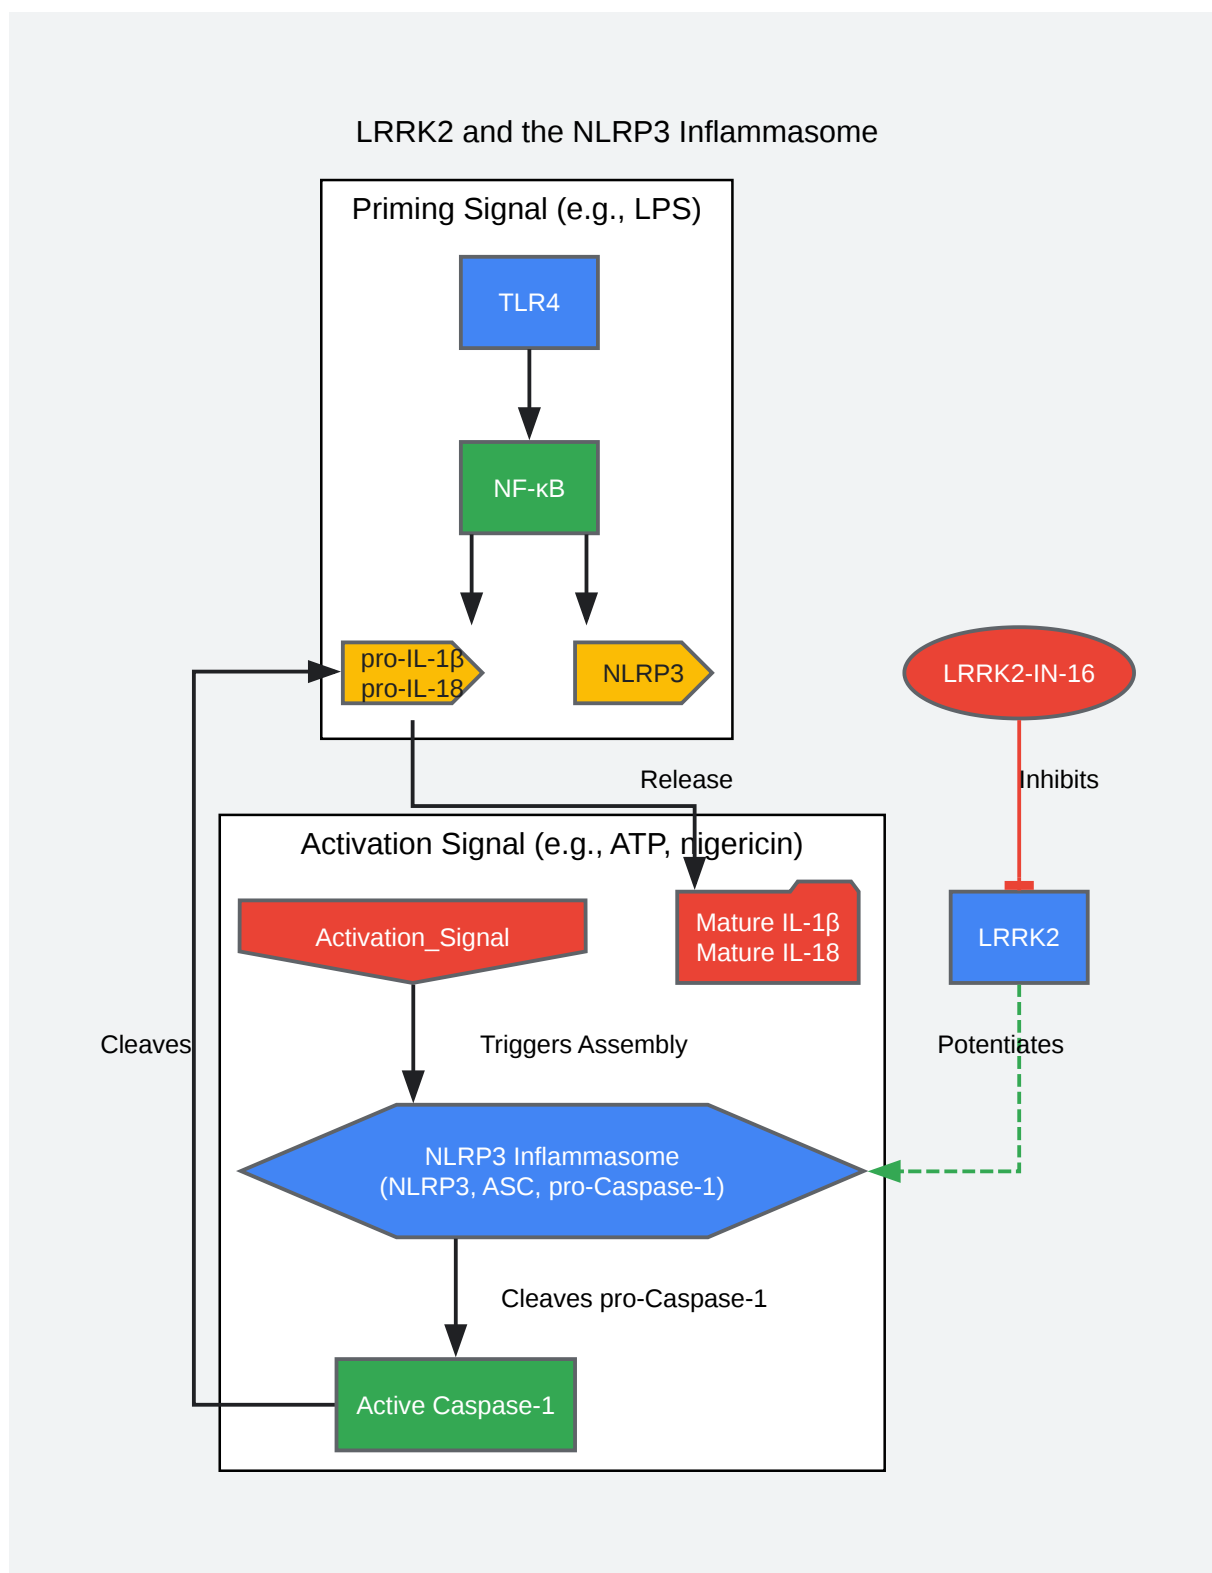 LRRK2 and the NLRP3 Inflammasome
Priming Signal (e.g., LPS)
TLR4
NF-κB
pro-IL-1β
pro-IL-18
NLRP3
LRRK2-IN-16
Release
Inhibits
Activation Signal (e.g., ATP, nigericin)
Activation_Signal
Mature IL-1β
Mature IL-18
LRRK2
Cleaves
Triggers Assembly
Potentiates
NLRP3 Inflammasome
(NLRP3, ASC, pro-Caspase-1)
Cleaves pro-Caspase-1
Active Caspase-1